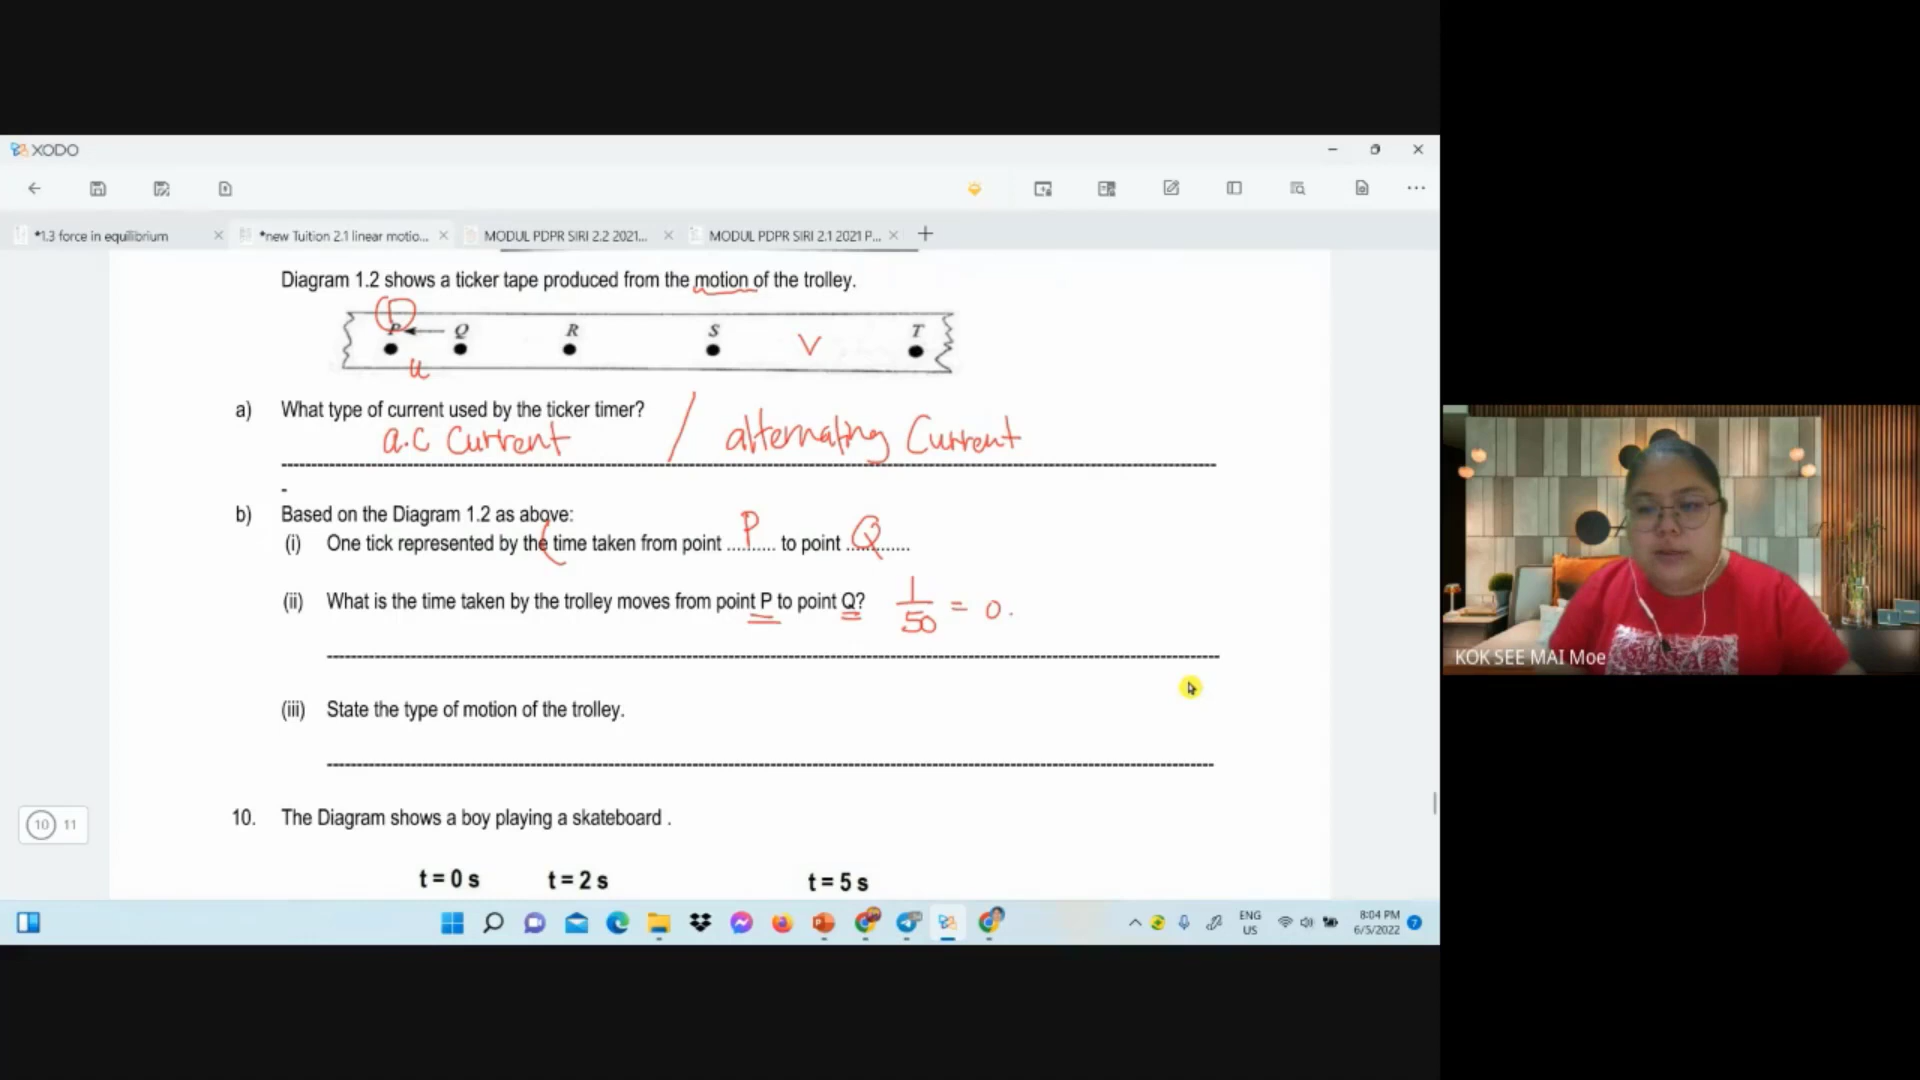 XODO
*1.3 force in equilibrium
*new Tuition 2.1 linear motio...
MODUL PDPR SIRI 2.2 2021...
MODUL PDPR SIRI 2.1 2021 P...
Diagram 1.2 shows a ticker tape produced from the motion of the trolley.
P Q R S T
u V
a) What type of current used by the ticker timer?
a.c Current / alternating Current
b) Based on the Diagram 1.2 as above:
(i) One tick represented by the time taken from point .......... to point .............
P Q
(ii) What is the time taken by the trolley moves from point P to point Q? 1/50 = 0.
(iii) State the type of motion of the trolley.
10. The Diagram shows a boy playing a skateboard .
t = 0 s t = 2 s t = 5 s
10 11
ENG
US
8:04 PM
6/5/2022
7
KOK SEE MAI Moe